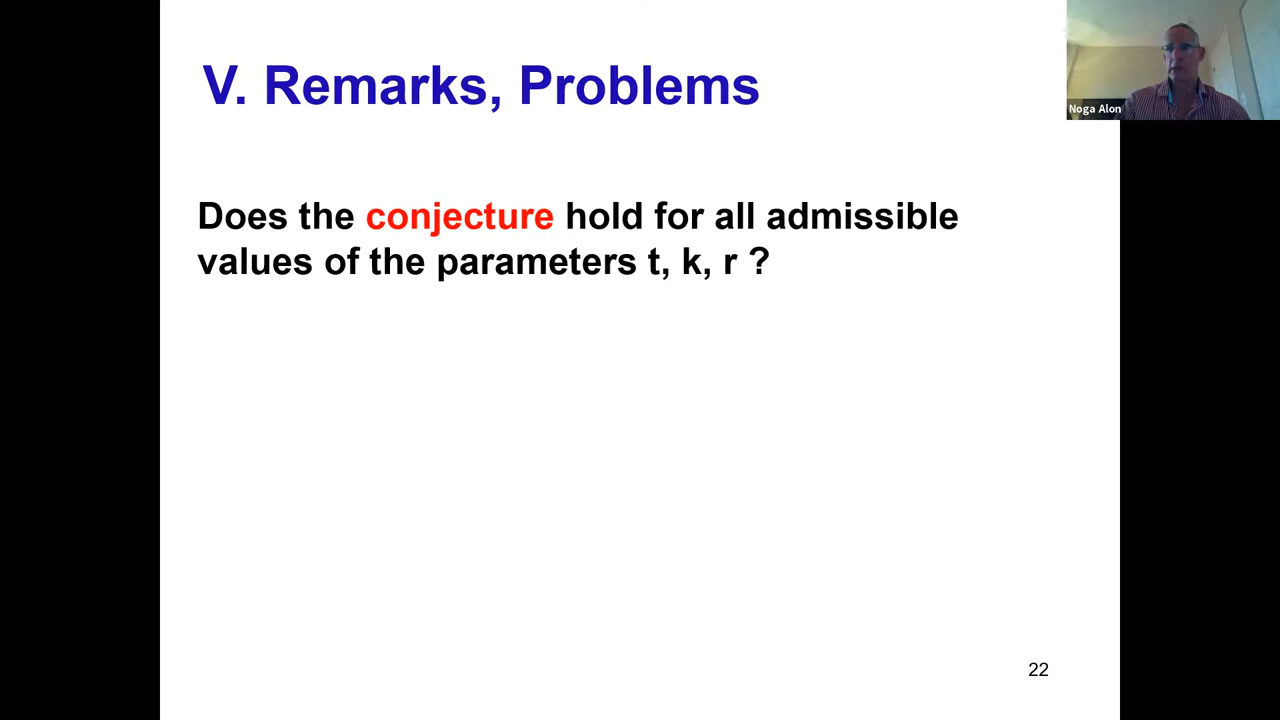 V. Remarks, Problems
Noga Alon
Does the conjecture hold for all admissible
values of the parameters t, k, r ?
22